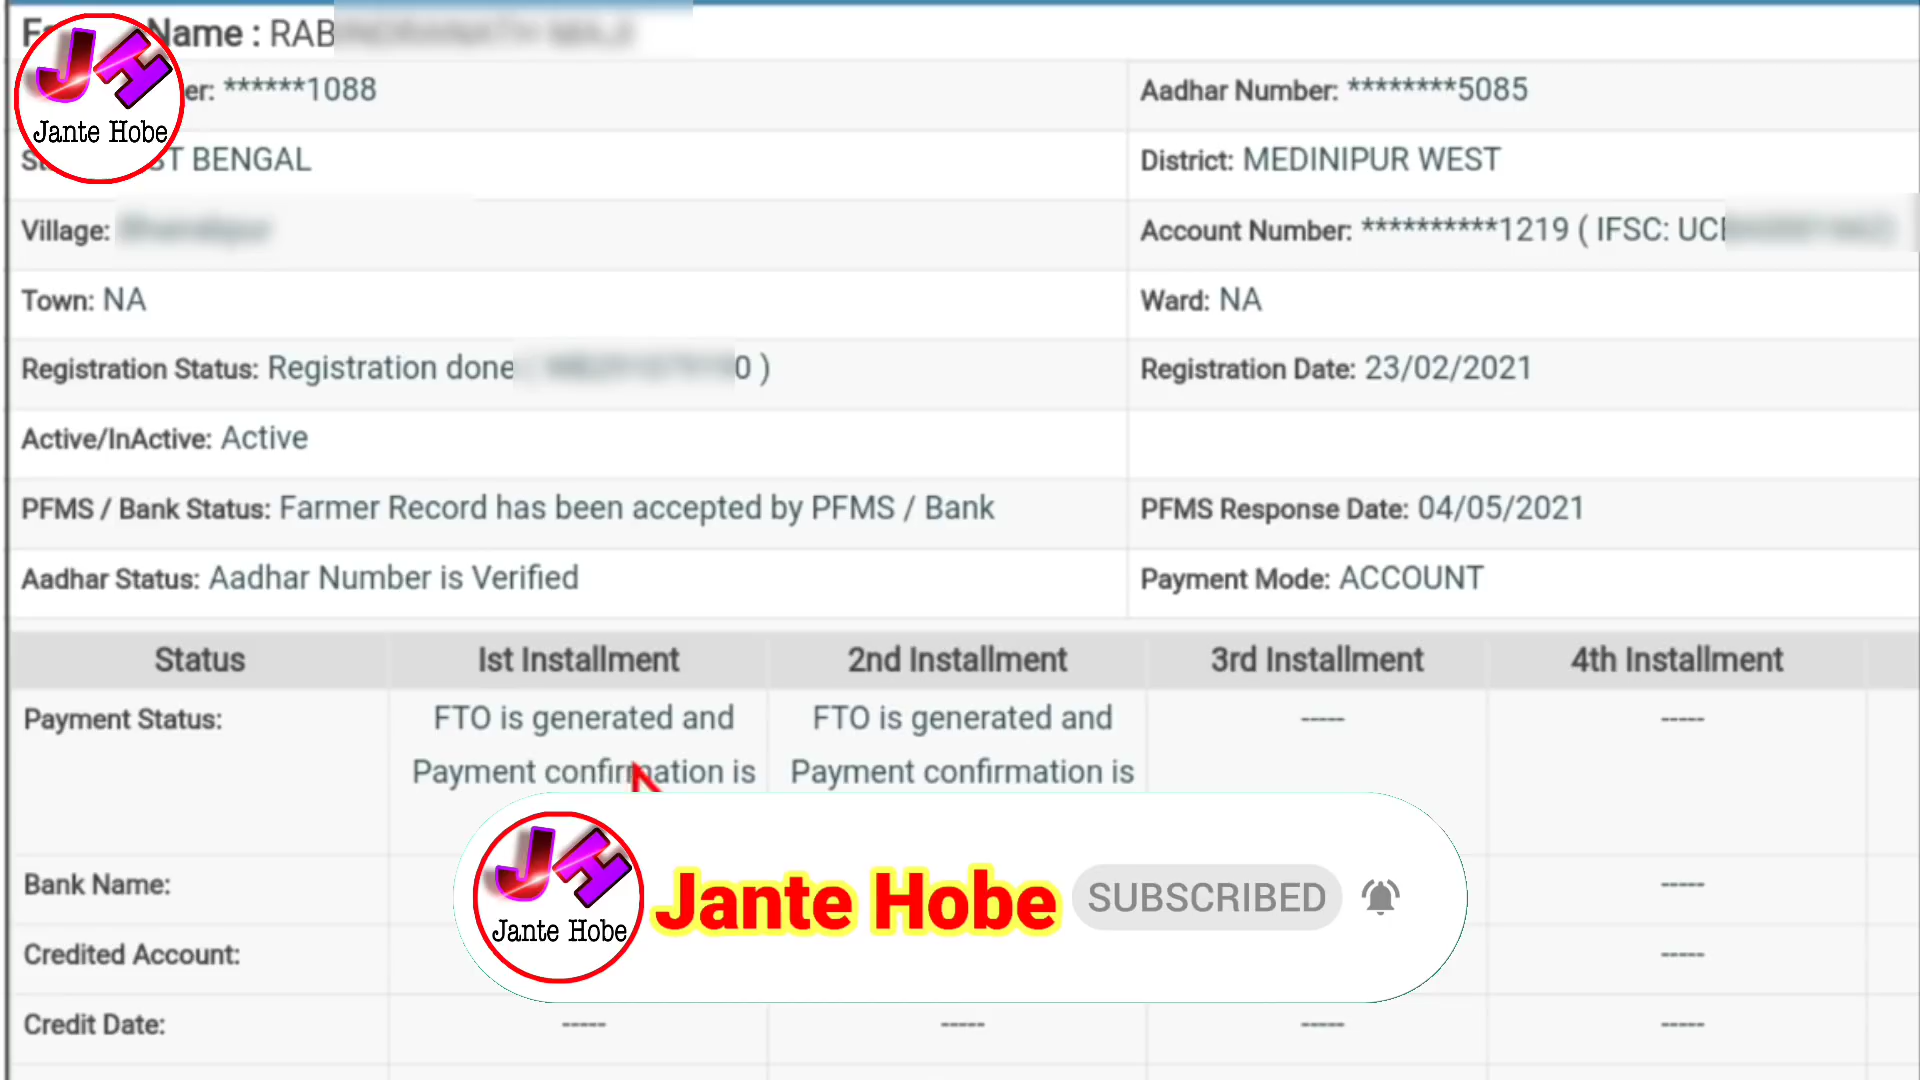 Name : RAB
er: ******1088
Aadhar Number: ********5085
ST BENGAL
District: MEDINIPUR WEST
Village:
Account Number: **********1219 ( IFSC: UCB
Town: NA
Ward: NA
Registration Status: Registration done 0 )
Registration Date: 23/02/2021
Active/InActive: Active
PFMS / Bank Status: Farmer Record has been accepted by PFMS / Bank
PFMS Response Date: 04/05/2021
Aadhar Status: Aadhar Number is Verified
Payment Mode: ACCOUNT
Status Ist Installment 2nd Installment 3rd Installment 4th Installment
Payment Status: FTO is generated and FTO is generated and ----- -----
Payment confirmation is Payment confirmation is
Bank Name: -----
Credited Account: -----
Credit Date: ----- ----- ----- -----
JH
Jante Hobe
JH
Jante Hobe
Jante Hobe
SUBSCRIBED